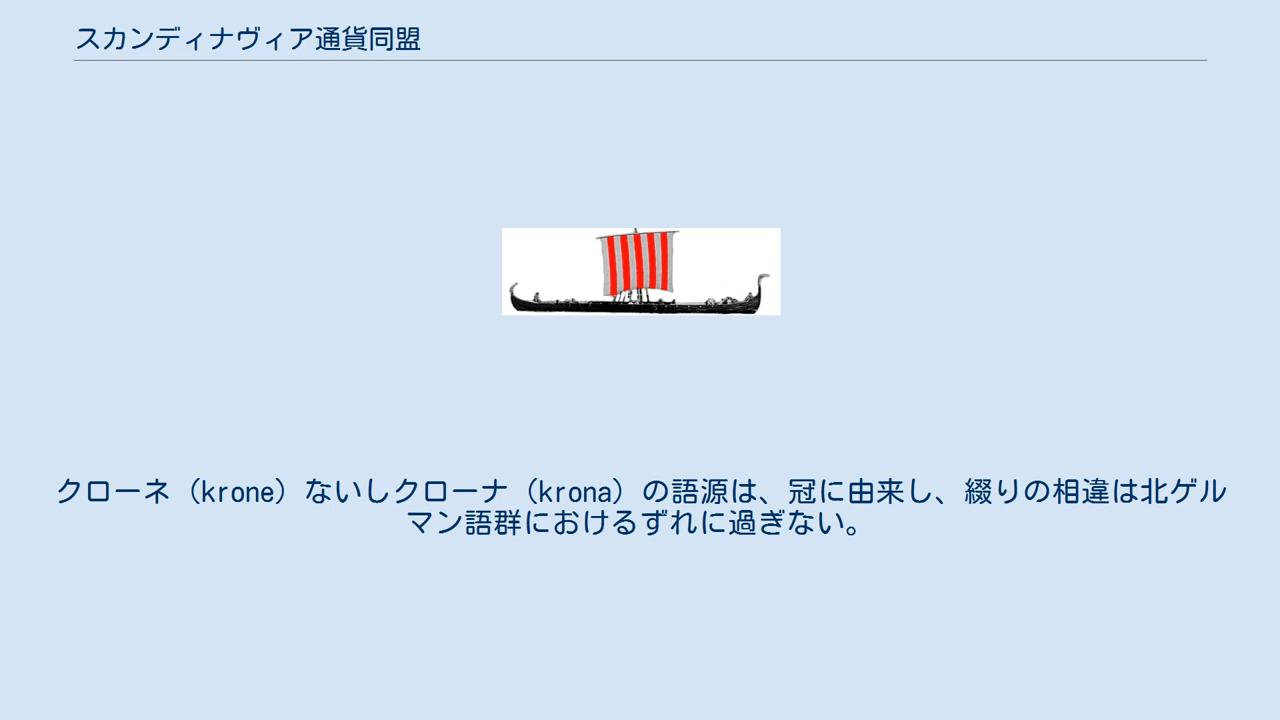 スカンディナヴィア通貨同盟
クローネ（krone）ないしクローナ（krona）の語源は、冠に由来し、綴りの相違は北ゲル
マン語群におけるずれに過ぎない。